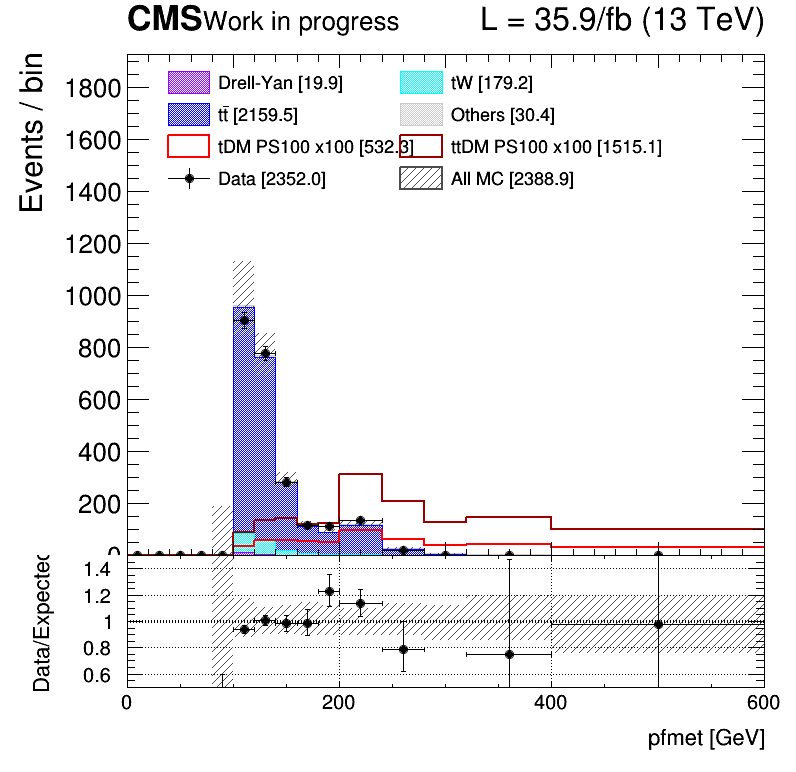 CMS Work in progress L = 35.9/fb (13 TeV)
Events / bin
1800
1600
1400
1200
1000
800
600
400
200
0
Drell-Yan [19.9]
tW [179.2]
tt̄ [2159.5]
Others [30.4]
tDM PS100 x100 [532.3]
ttDM PS100 x100 [1515.1]
Data [2352.0]
All MC [2388.9]
Data/Expected
1.4
1.2
1
0.8
0.6
0 200 400 600
pfmet [GeV]